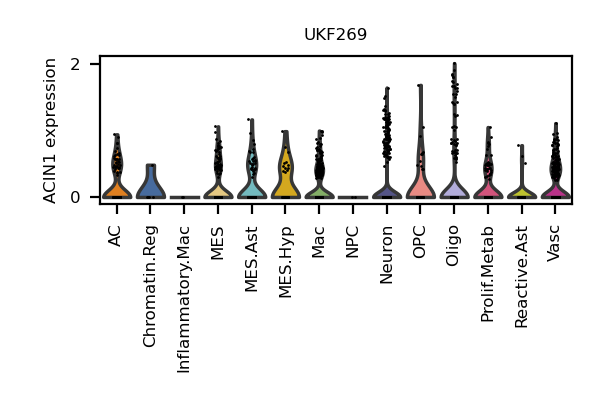 UKF269
ACIN1 expression
2
0
AC
Chromatin.Reg
Inflammatory.Mac
MES
MES.Ast
MES.Hyp
Mac
NPC
Neuron
OPC
Oligo
Prolif.Metab
Reactive.Ast
Vasc